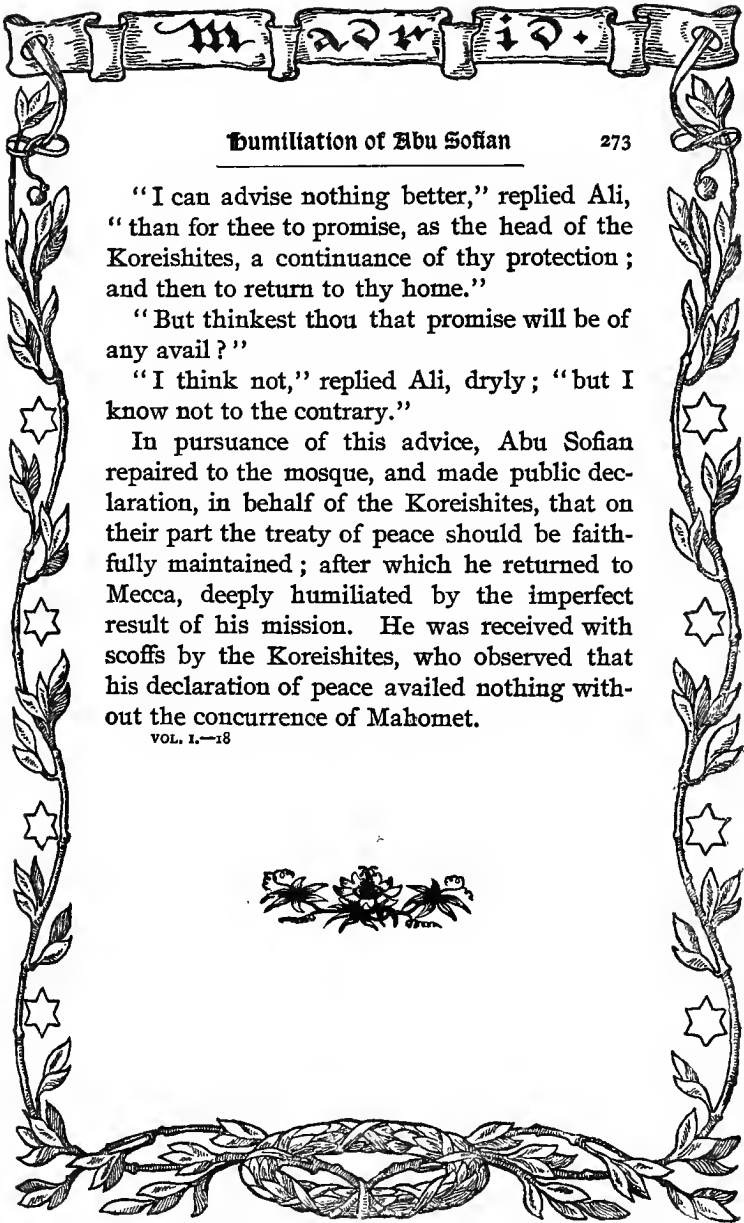 Madrid.
Humiliation of Abu Sofian 273
"I can advise nothing better," replied Ali,
"than for thee to promise, as the head of the
Koreishites, a continuance of thy protection;
and then to return to thy home."
"But thinkest thou that promise will be of
any avail?"
"I think not," replied Ali, dryly; "but I
know not to the contrary."
In pursuance of this advice, Abu Sofian
repaired to the mosque, and made public dec-
laration, in behalf of the Koreishites, that on
their part the treaty of peace should be faith-
fully maintained; after which he returned to
Mecca, deeply humiliated by the imperfect
result of his mission. He was received with
scoffs by the Koreishites, who observed that
his declaration of peace availed nothing with-
out the concurrence of Mahomet.
VOL. I.—18